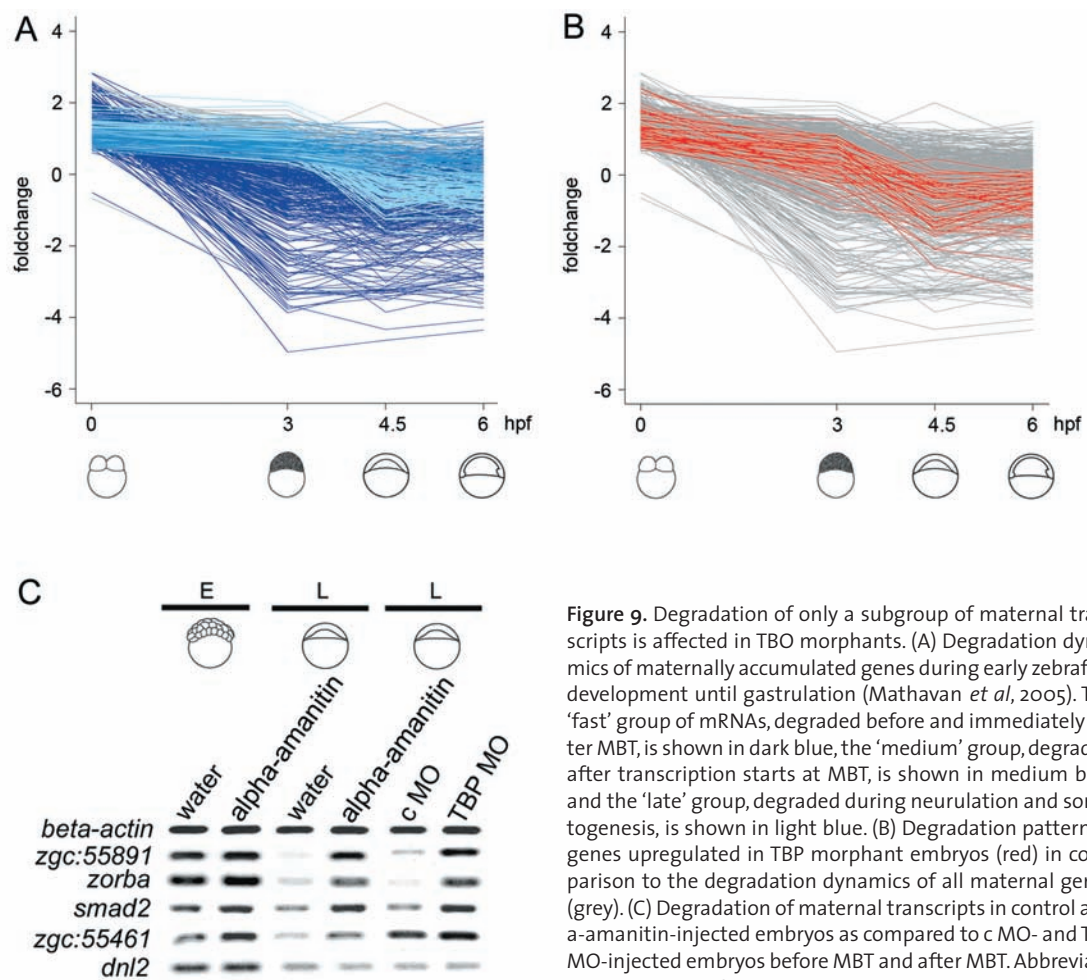 A
4
2
0
-2
-4
-6
foldchange
0 3 4.5 6 hpf
B
4
2
0
-2
-4
-6
foldchange
0 3 4.5 6 hpf
C
E L L
water alpha-amanitin water alpha-amanitin c MO TBP MO
beta-actin
zgc:55891
zorba
smad2
zgc:55461
dnl2
Figure 9. Degradation of only a subgroup of maternal tra
scripts is affected in TBO morphants. (A) Degradation dyn
mics of maternally accumulated genes during early zebraf
development until gastrulation (Mathavan et al, 2005). T
‘fast’ group of mRNAs, degraded before and immediately
ter MBT, is shown in dark blue, the ‘medium’ group, degrad
after transcription starts at MBT, is shown in medium b
and the ‘late’ group, degraded during neurulation and som
togenesis, is shown in light blue. (B) Degradation pattern
genes upregulated in TBP morphant embryos (red) in co
parison to the degradation dynamics of all maternal gen
(grey). (C) Degradation of maternal transcripts in control a
a-amanitin-injected embryos as compared to c MO- and T
MO-injected embryos before MBT and after MBT. Abbrevia